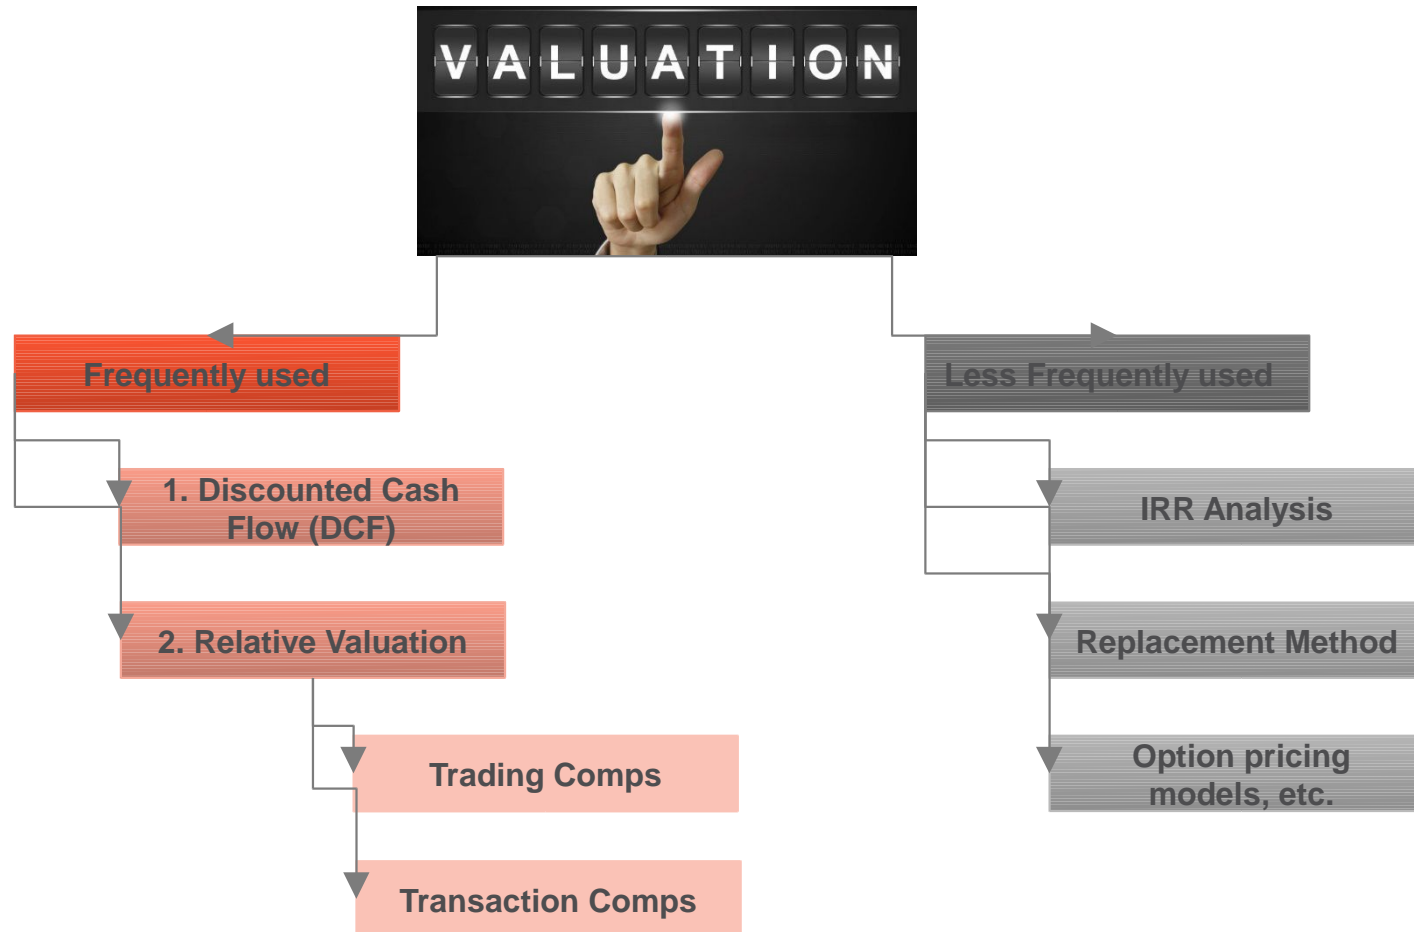 VALUATION
Frequently used
Less Frequently used
1. Discounted Cash
Flow (DCF)
IRR Analysis
2. Relative Valuation
Replacement Method
Trading Comps
Option pricing
models, etc.
Transaction Comps